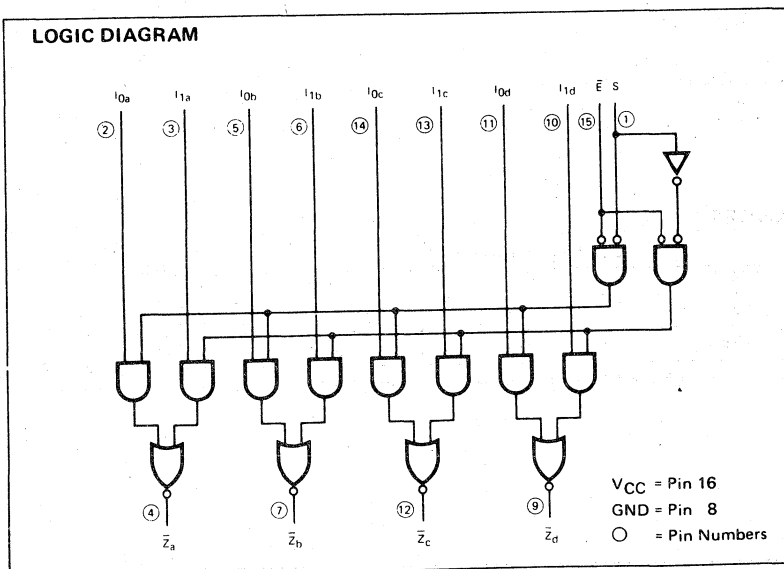 LOGIC DIAGRAM
I0a I1a I0b I1b I0c I1c I0d I1d E̅ S
2 3 5 6 14 13 11 10 15 1
4 7 12 9
Z̅a Z̅b Z̅c Z̅d
VCC = Pin 16
GND = Pin 8
○ = Pin Numbers